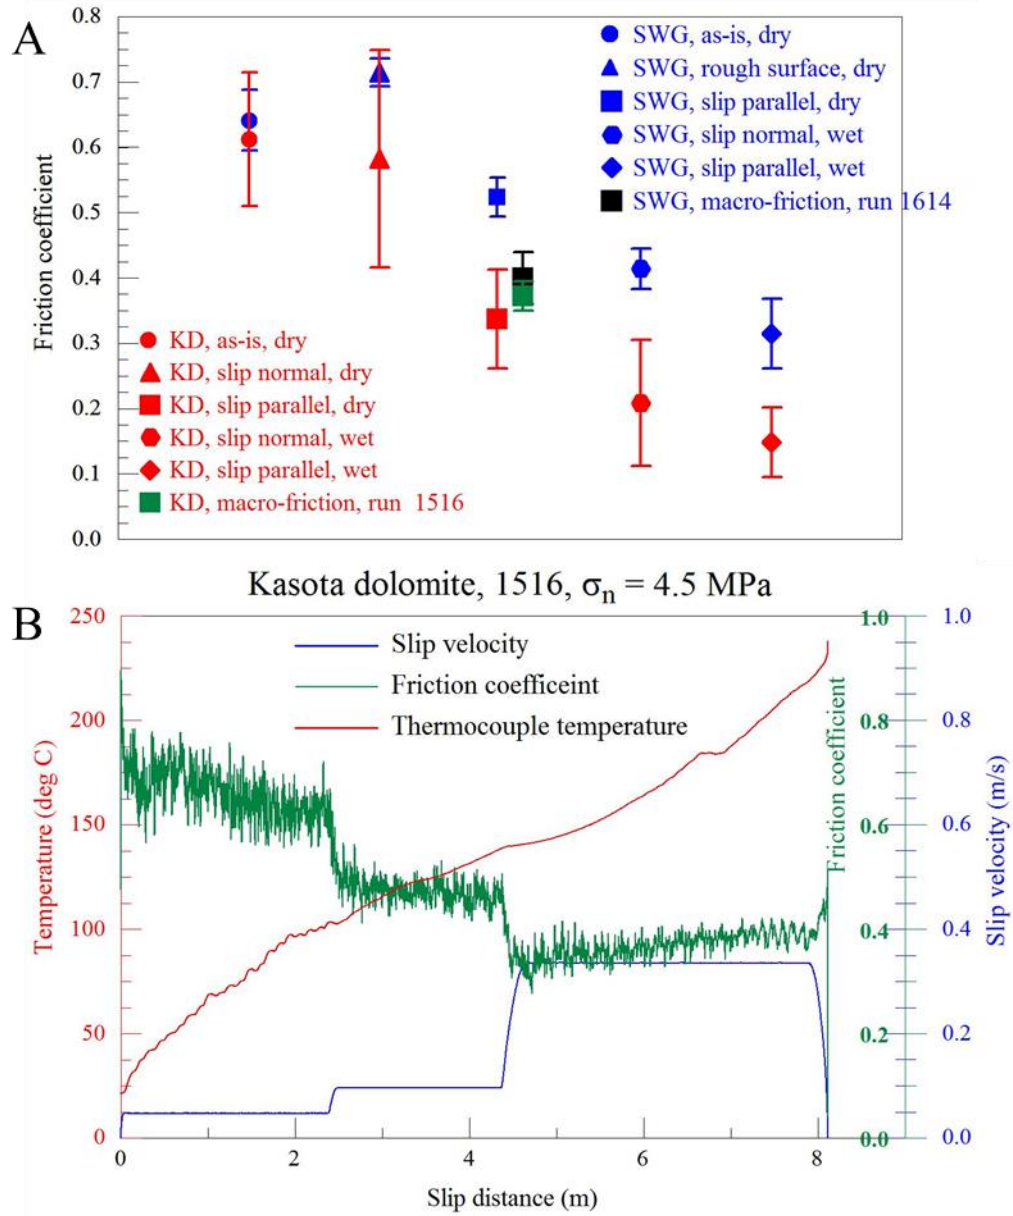 A
0.8
0.7
0.6
0.5
0.4
0.3
0.2
0.1
0.0
Friction coefficient
SWG, as-is, dry
SWG, rough surface, dry
SWG, slip parallel, dry
SWG, slip normal, wet
SWG, slip parallel, wet
SWG, macro-friction, run 1614
KD, as-is, dry
KD, slip normal, dry
KD, slip parallel, dry
KD, slip normal, wet
KD, slip parallel, wet
KD, macro-friction, run 1516
Kasota dolomite, 1516, σn = 4.5 MPa
B
250
200
150
100
50
0
Temperature (deg C)
Slip velocity
Friction coefficeint
Thermocouple temperature
1.0
0.8
0.6
0.4
0.2
0.0
Friction coefficient
1.0
0.8
0.6
0.4
0.2
0.0
Slip velocity (m/s)
0 2 4 6 8
Slip distance (m)